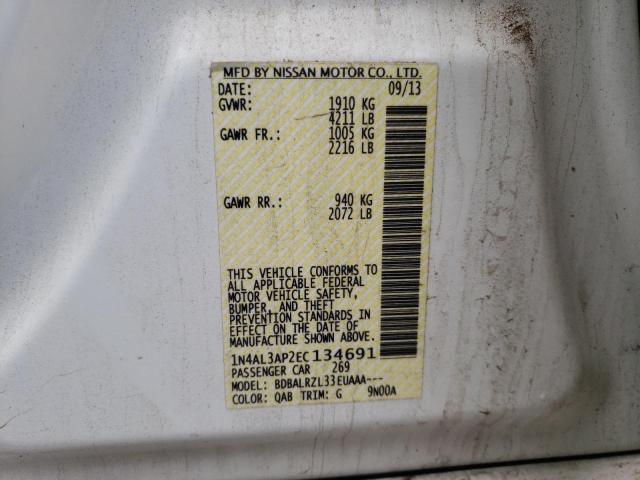 MFD BY NISSAN MOTOR CO., LTD.
DATE: 09/13
GVWR: 1910 KG
4211 LB
GAWR FR.: 1005 KG
2216 LB
GAWR RR.: 940 KG
2072 LB
THIS VEHICLE CONFORMS TO
ALL APPLICABLE FEDERAL
MOTOR VEHICLE SAFETY,
BUMPER, AND THEFT
PREVENTION STANDARDS IN
EFFECT ON THE DATE OF
MANUFACTURE SHOWN ABOVE.
1N4AL3AP2EC134691
PASSENGER CAR 269
MODEL: BDBALRZL33EUAAA---
COLOR: QAB TRIM: G 9N00A